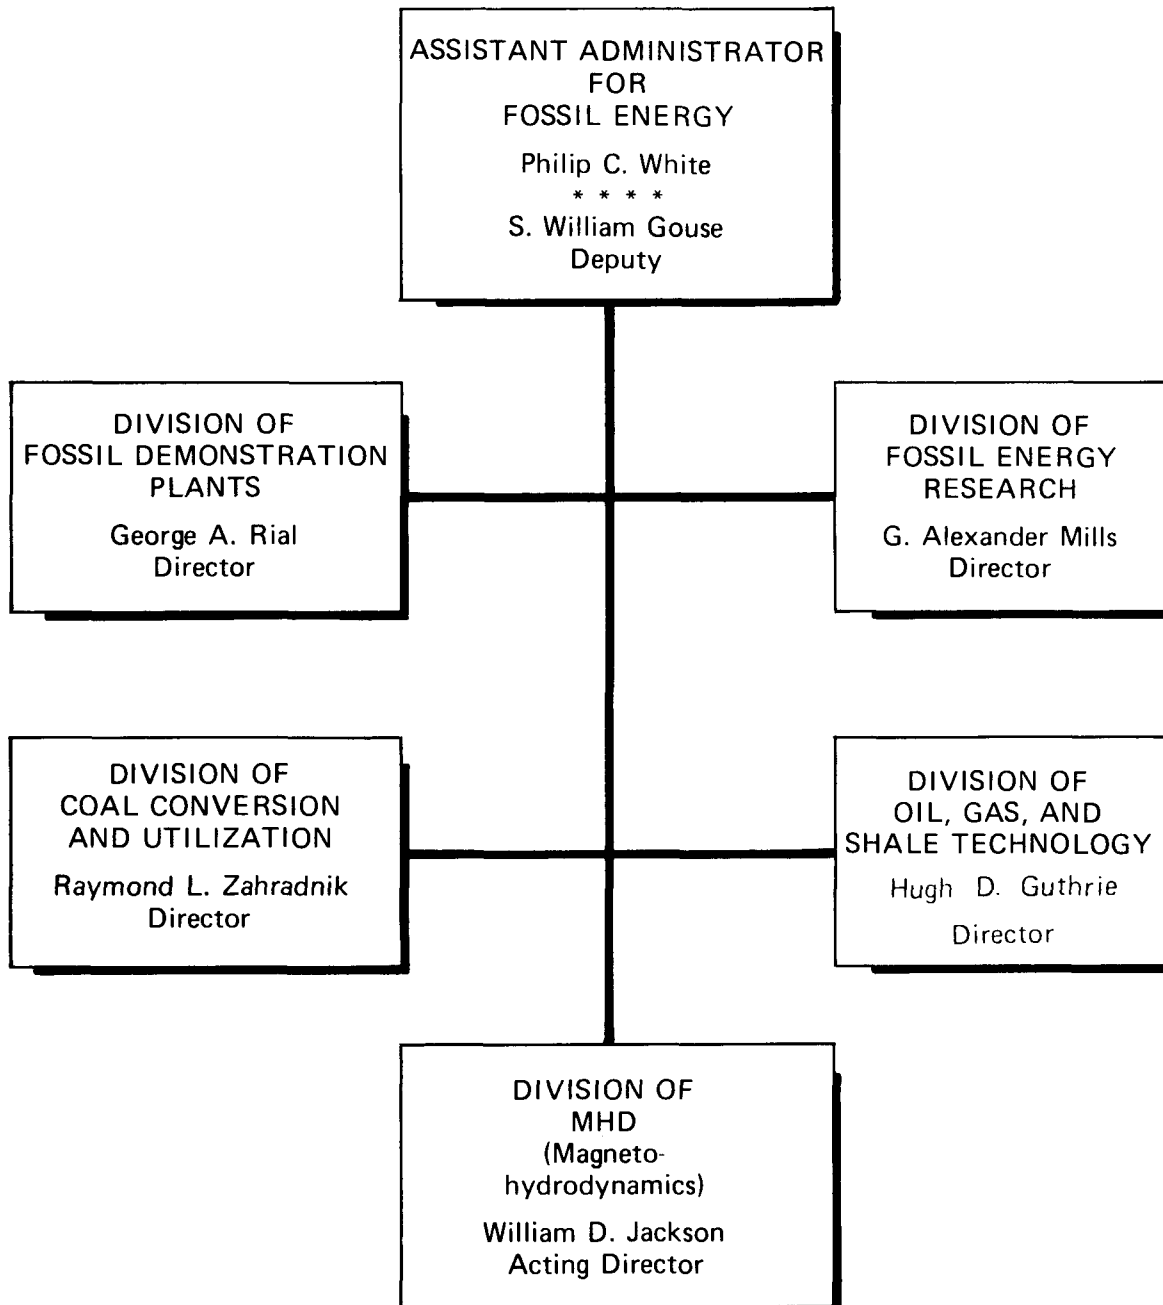 ASSISTANT ADMINISTRATOR
FOR
FOSSIL ENERGY
Philip C. White
* * * *
S. William Gouse
Deputy
DIVISION OF
FOSSIL DEMONSTRATION
PLANTS
George A. Rial
Director
DIVISION OF
FOSSIL ENERGY
RESEARCH
G. Alexander Mills
Director
DIVISION OF
COAL CONVERSION
AND UTILIZATION
Raymond L. Zahradnik
Director
DIVISION OF
OIL, GAS, AND
SHALE TECHNOLOGY
Hugh D. Guthrie
Director
DIVISION OF
MHD
(Magneto-
hydrodynamics)
William D. Jackson
Acting Director